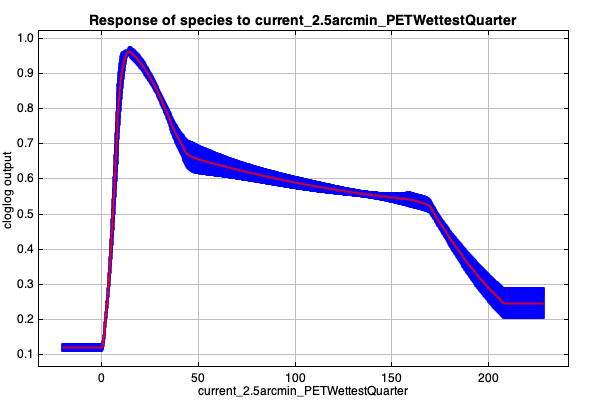 Response of species to current_2.5arcmin_PETWettestQuarter
1.0
0.9
0.8
0.7
0.6
0.5
0.4
0.3
0.2
0.1
cloglog output
0 50 100 150 200
current_2.5arcmin_PETWettestQuarter